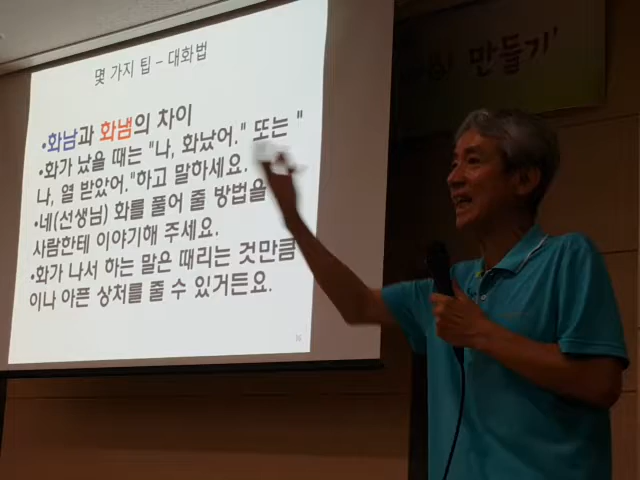 몇 가지 팁 – 대화법
•화남과 화냄의 차이
•화가 났을 때는 "나, 화났어." 또는 "
나, 열 받았어."하고 말하세요.
•네(선생님) 화를 풀어 줄 방법을
사람한테 이야기해 주세요.
•화가 나서 하는 말은 때리는 것만큼
이나 아픈 상처를 줄 수 있거든요.
만들기'